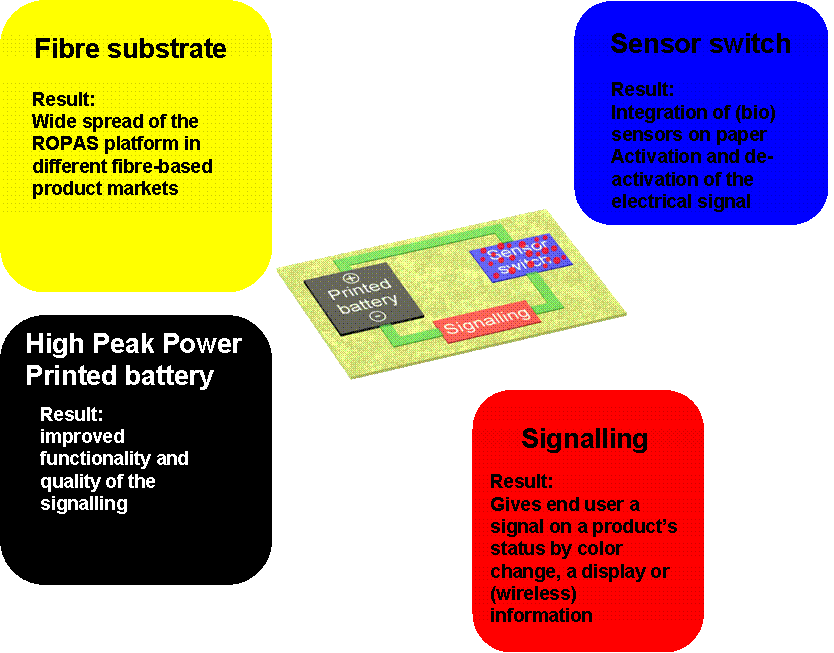 Fibre substrate
Result:
Wide spread of the
ROPAS platform in
different fibre-based
product markets
Sensor switch
Result:
Integration of (bio)
sensors on paper
Activation and de-
activation of the
electrical signal
Sensor
switch
+
Printed
battery
-
Signalling
High Peak Power
Printed battery
Result:
improved
functionality and
quality of the
signalling
Signalling
Result:
Gives end user a
signal on a product’s
status by color
change, a display or
(wireless)
information